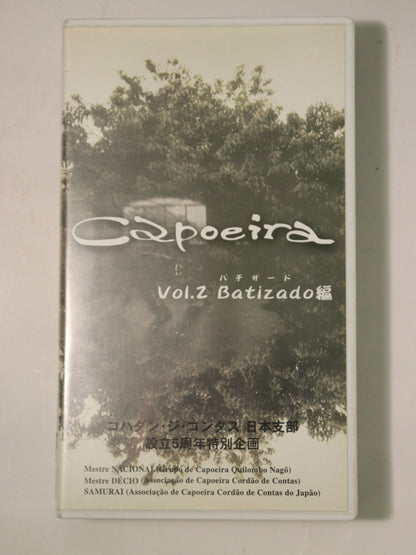 Capoeira
バチザード
Vol.2 Batizado編
コハダン・ジ・コンタス 日本支部
設立5周年特別企画
Mestre NACIONAL(Grupo de Capoeira Quilombo Nagô)
Mestre DÉCIO (Associação de Capoeira Cordão de Contas)
SAMURAI (Associação de Capoeira Cordão de Contas do Japão)